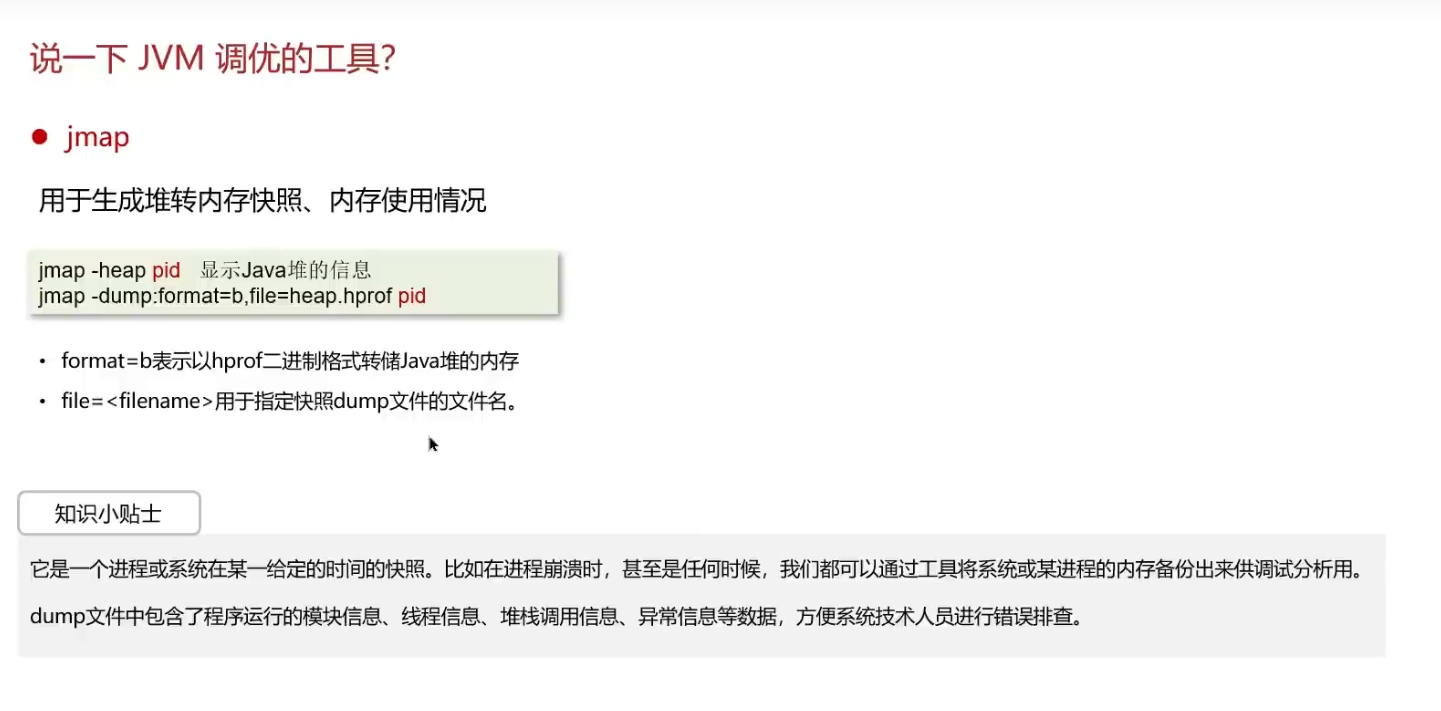 说一下 JVM 调优的工具？
jmap
用于生成堆转内存快照、内存使用情况
jmap -heap pid 显示Java堆的信息
jmap -dump:format=b,file=heap.hprof pid
format=b表示以hprof二进制格式转储Java堆的内存
file=<filename>用于指定快照dump文件的文件名。
知识小贴士
它是一个进程或系统在某一给定的时间的快照。比如在进程崩溃时，甚至是任何时候，我们都可以通过工具将系统或某进程的内存备份出来供调试分析用。
dump文件中包含了程序运行的模块信息、线程信息、堆栈调用信息、异常信息等数据，方便系统技术人员进行错误排查。